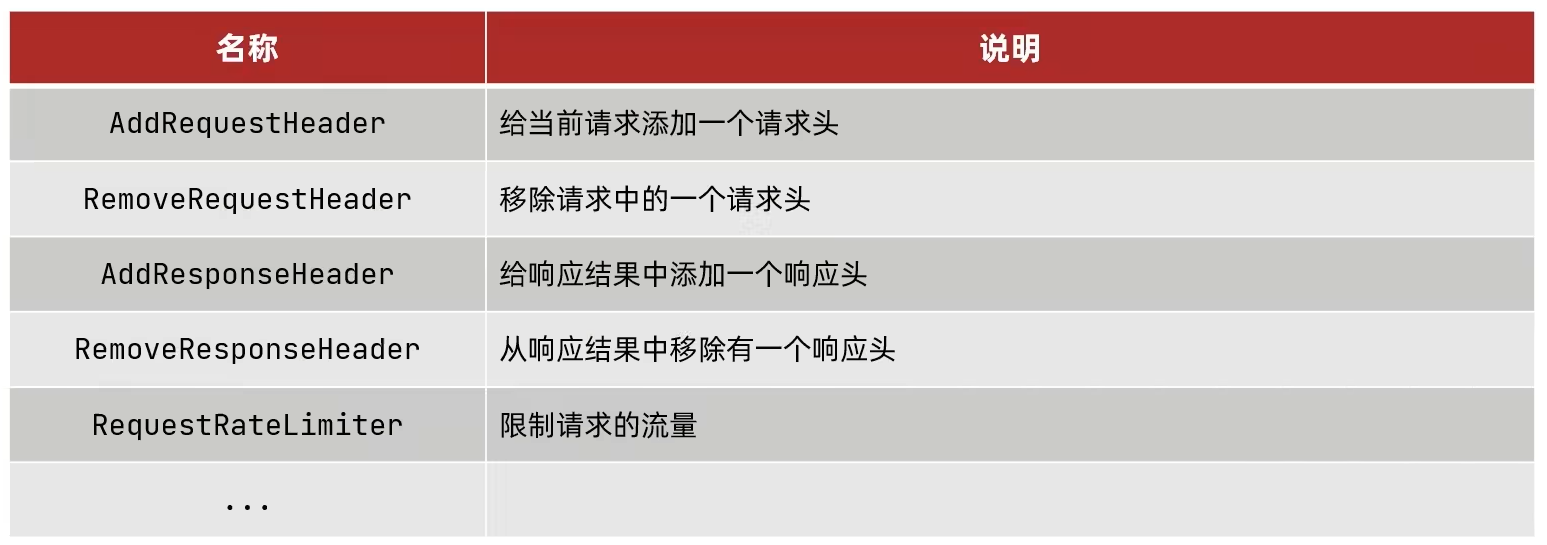 名称 说明
AddRequestHeader 给当前请求添加一个请求头
RemoveRequestHeader 移除请求中的一个请求头
AddResponseHeader 给响应结果中添加一个响应头
RemoveResponseHeader 从响应结果中移除有一个响应头
RequestRateLimiter 限制请求的流量
...